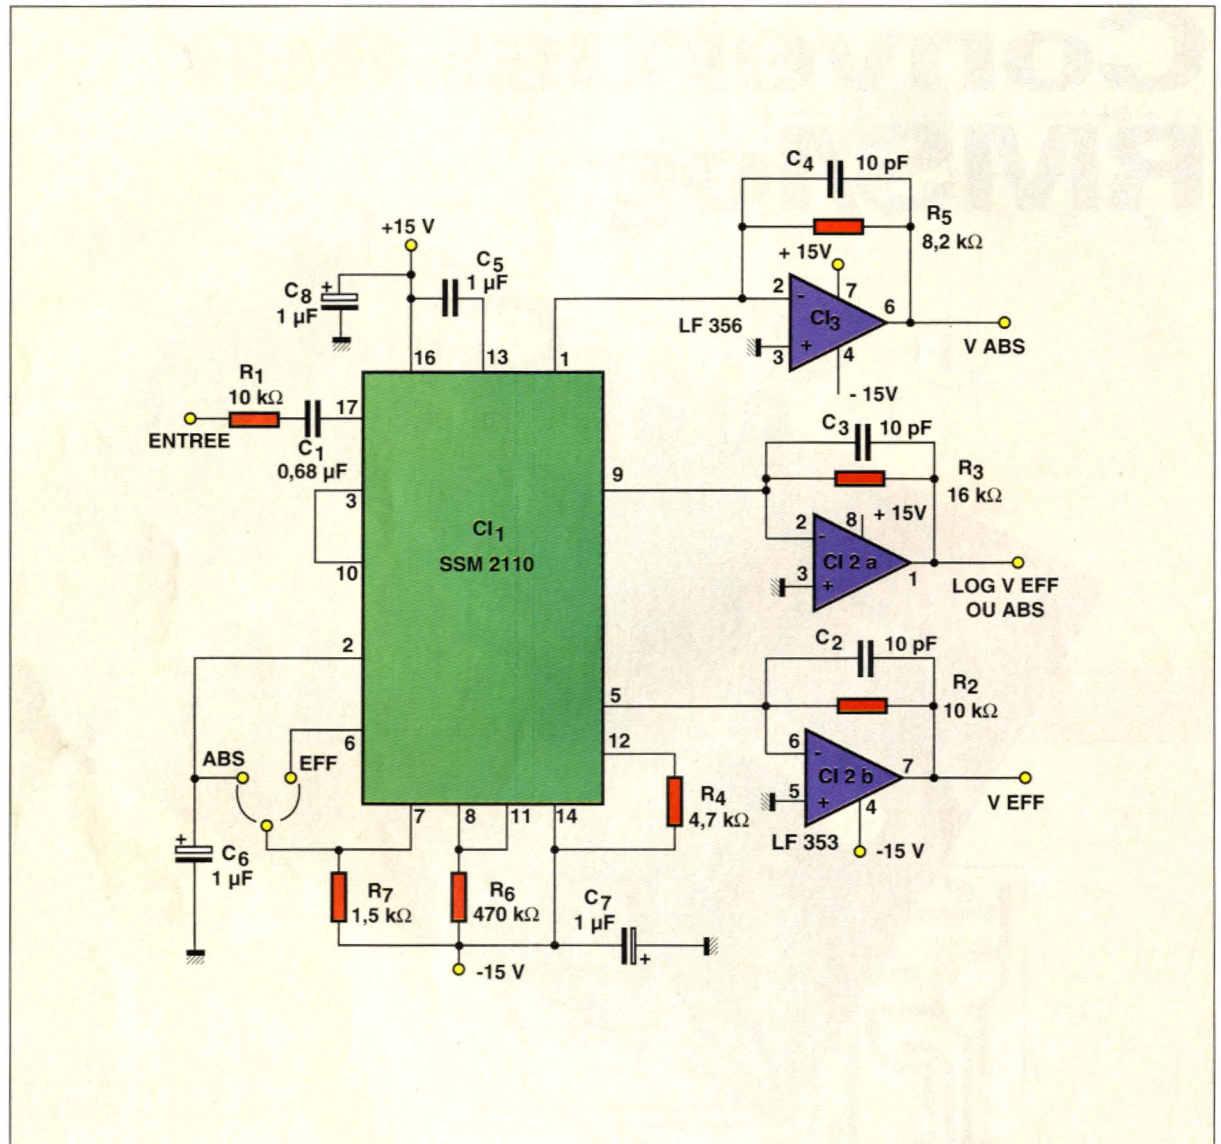 C4 10 pF
R5
8,2 kΩ
+15 V
C5
1 µF
+ 15V
C8
1 µF
+
2
-
7
CI3
6
LF 356
+
3
4
V ABS
- 15V
16
13
1
R1
10 kΩ
17
ENTREE
C1
0,68 µF
C3 10 pF
9
R3
16 kΩ
3
CI1
SSM 2110
2
-
8
+ 15V
CI 2 a
10
3
+
1
LOG V EFF
OU ABS
C2 10 pF
2
5
R2
10 kΩ
6
12
6
-
7
CI 2 b
ABS
EFF
R4
4,7 kΩ
5
+
4
V EFF
7
8
11
14
LF 353
-15 V
+
C6
1 µF
R7
1,5 kΩ
R6
470 kΩ
C7
1 µF
+
-15 V